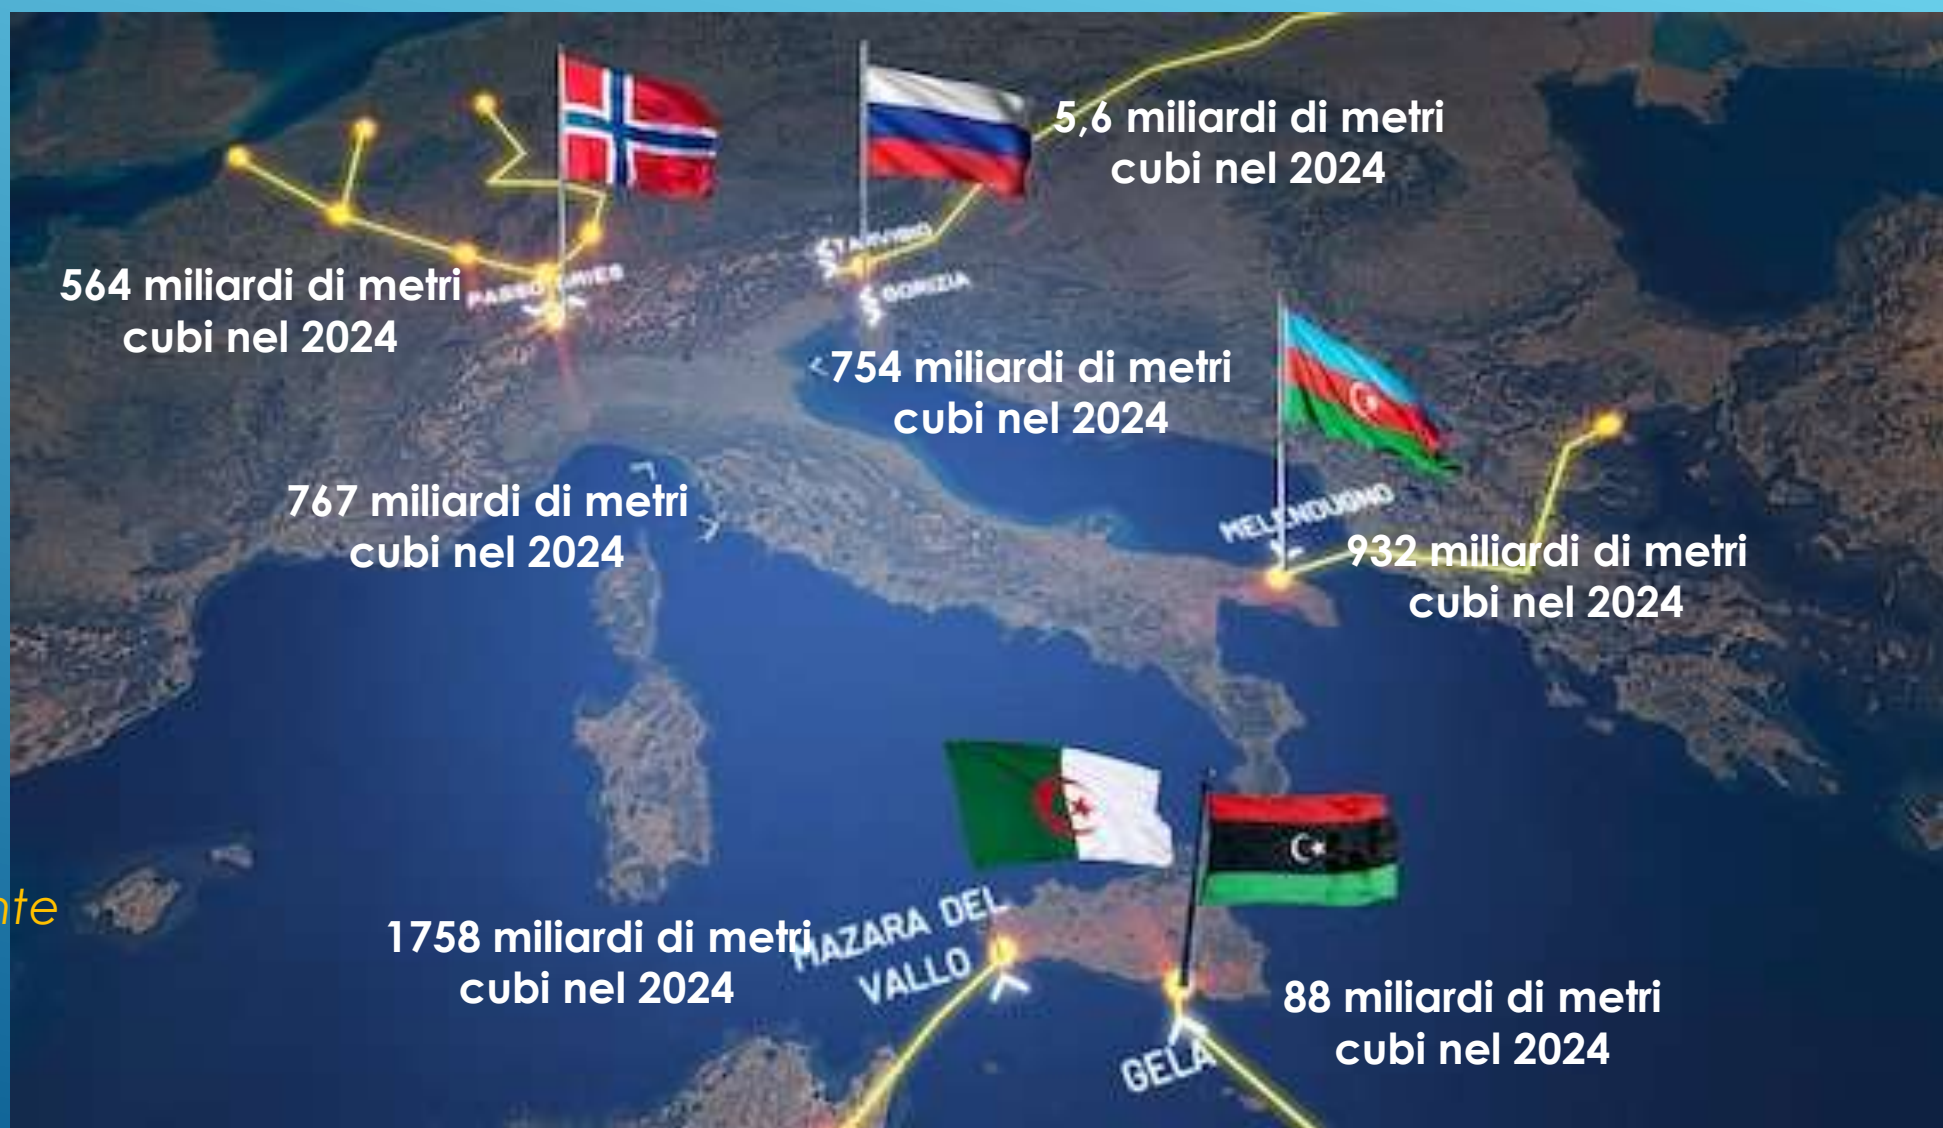 5,6 miliardi di metri
cubi nel 2024
TARVISIO
564 miliardi di metri
cubi nel 2024
PASSO GRIES
GORIZIA
754 miliardi di metri
cubi nel 2024
767 miliardi di metri
cubi nel 2024
MELENDUGNO
932 miliardi di metri
cubi nel 2024
nte
1758 miliardi di metri
cubi nel 2024
MAZARA DEL
VALLO
88 miliardi di metri
cubi nel 2024
GELA